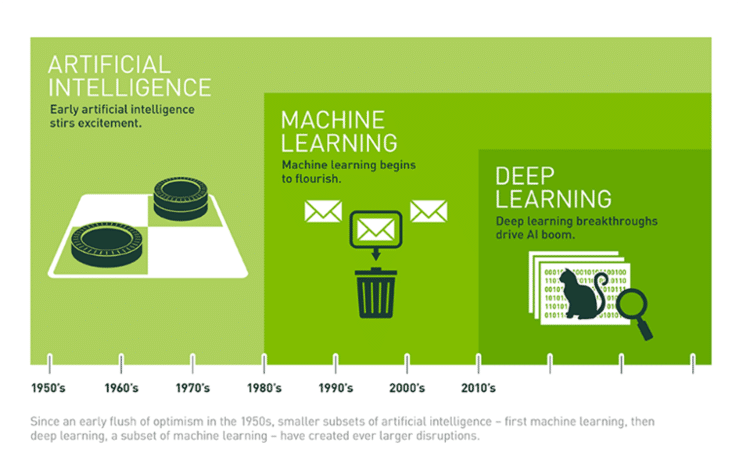 ARTIFICIAL
INTELLIGENCE
Early artificial intelligence
stirs excitement.
MACHINE
LEARNING
Machine learning begins
to flourish.
DEEP
LEARNING
Deep learning breakthroughs
drive AI boom.
1950's 1960's 1970's 1980's 1990's 2000's 2010's
Since an early flush of optimism in the 1950s, smaller subsets of artificial intelligence – first machine learning, then
deep learning, a subset of machine learning – have created ever larger disruptions.